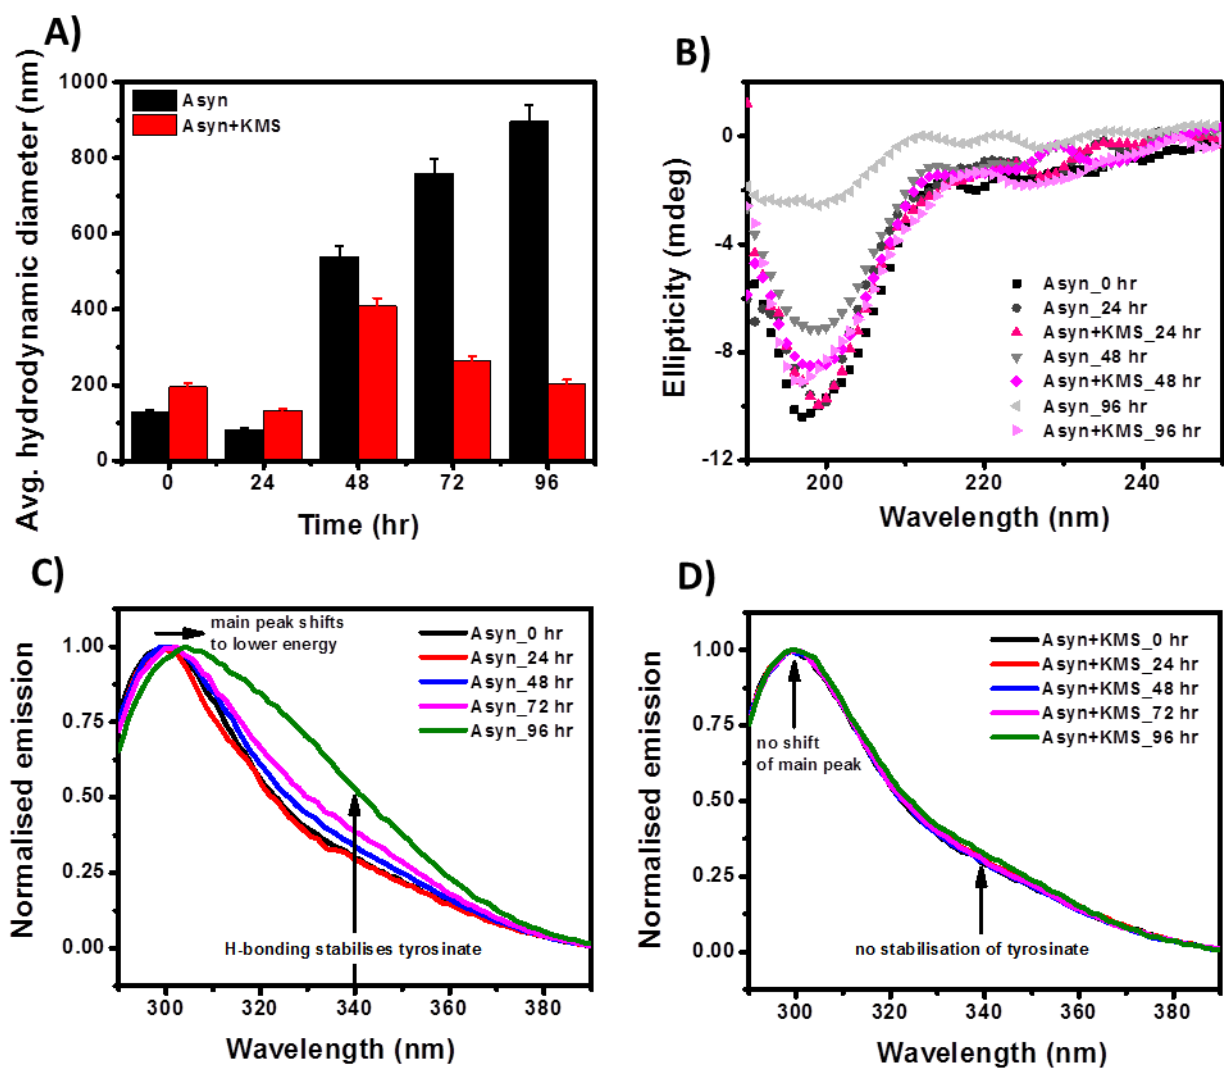 A)
Avg. hydrodynamic diameter (nm)
1000
800
600
400
200
0
Asyn
Asyn+KMS
0 24 48 72 96
Time (hr)
B)
Ellipticity (mdeg)
0
-4
-8
-12
Asyn_0 hr
Asyn_24 hr
Asyn+KMS_24 hr
Asyn_48 hr
Asyn+KMS_48 hr
Asyn_96 hr
Asyn+KMS_96 hr
200 220 240
Wavelength (nm)
C)
Normalised emission
1.00
0.75
0.50
0.25
0.00
main peak shifts
to lower energy
Asyn_0 hr
Asyn_24 hr
Asyn_48 hr
Asyn_72 hr
Asyn_96 hr
H-bonding stabilises tyrosinate
300 320 340 360 380
Wavelength (nm)
D)
Normalised emission
1.00
0.75
0.50
0.25
0.00
Asyn+KMS_0 hr
Asyn+KMS_24 hr
Asyn+KMS_48 hr
Asyn+KMS_72 hr
Asyn+KMS_96 hr
no shift
of main peak
no stabilisation of tyrosinate
300 320 340 360 380
Wavelength (nm)